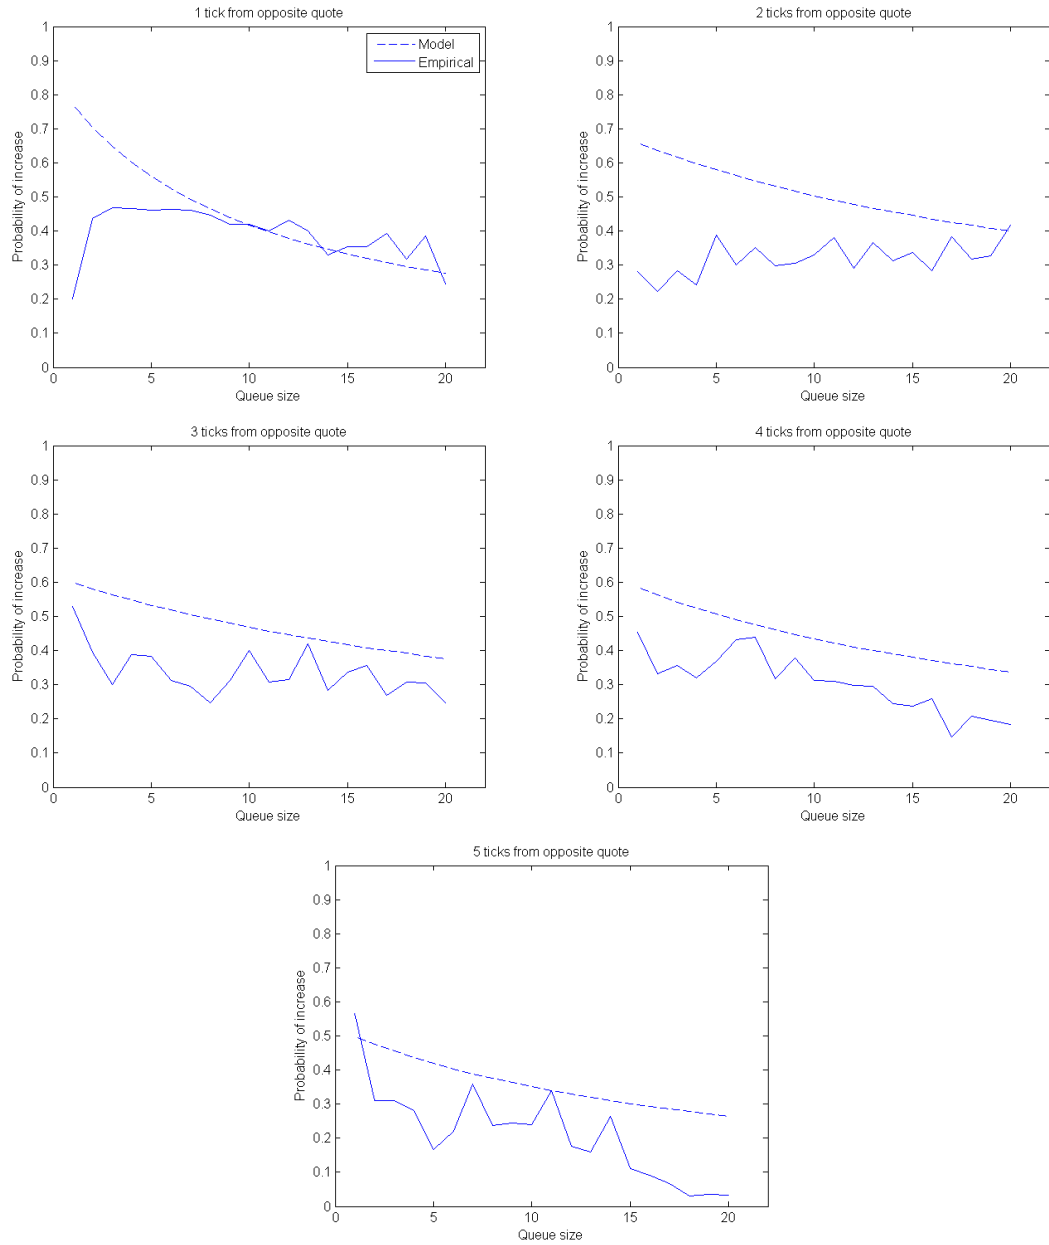 1 tick from opposite quote
1
0.9
0.8
0.7
0.6
0.5
0.4
0.3
0.2
0.1
0
Probability of increase
Model
Empirical
0 5 10 15 20
Queue size
2 ticks from opposite quote
1
0.9
0.8
0.7
0.6
0.5
0.4
0.3
0.2
0.1
0
Probability of increase
0 5 10 15 20
Queue size
3 ticks from opposite quote
1
0.9
0.8
0.7
0.6
0.5
0.4
0.3
0.2
0.1
0
Probability of increase
0 5 10 15 20
Queue size
4 ticks from opposite quote
1
0.9
0.8
0.7
0.6
0.5
0.4
0.3
0.2
0.1
0
Probability of increase
0 5 10 15 20
Queue size
5 ticks from opposite quote
1
0.9
0.8
0.7
0.6
0.5
0.4
0.3
0.2
0.1
0
Probability of increase
0 5 10 15 20
Queue size